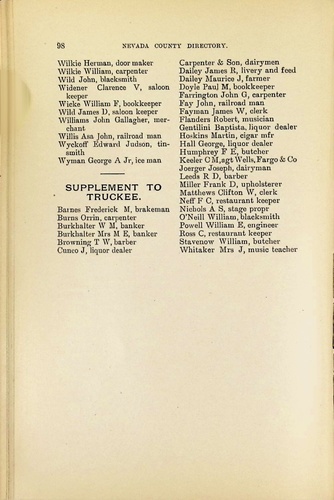 98
NEVADA COUNTY DIRECTORY.
Wilkie Herman, door maker
Wilkie William, carpenter
Wild John, blacksmith
Widener Clarence V, saloon
keeper
Wicke William F, bookkeeper
Wild James D, saloon keeper
Williams John Gallagher, mer-
chant
Willis Asa John, railroad man
Wyckoff Edward Judson, tin-
smith
Wyman George A Jr, ice man
SUPPLEMENT TO
TRUCKEE.
Barnes Frederick M, brakeman
Burns Orrin, carpenter
Burkhalter W M, banker
Burkhalter Mrs M E, banker
Browning T W, barber
Cunco J, liquor dealer
Carpenter & Son, dairymen
Dailey James R, livery and feed
Dailey Maurice J, farmer
Doyle Paul M, bookkeeper
Farrington John G, carpenter
Fay John, railroad man
Fayman James W, clerk
Flanders Robert, musician
Gentilini Baptista, liquor dealer
Hoskins Martin, cigar mfr
Hall George, liquor dealer
Humphrey F E, butcher
Keeler C M, agt Wells, Fargo & Co
Joerger Joseph, dairyman
Leeds R D, barber
Miller Frank D, upholsterer
Matthews Clifton W, clerk
Neff F C, restaurant keeper
Nichols A S, stage propr
O'Neill William, blacksmith
Powell William E, engineer
Ross C, restaurant keeper
Stavenow William, butcher
Whitaker Mrs J, music teacher